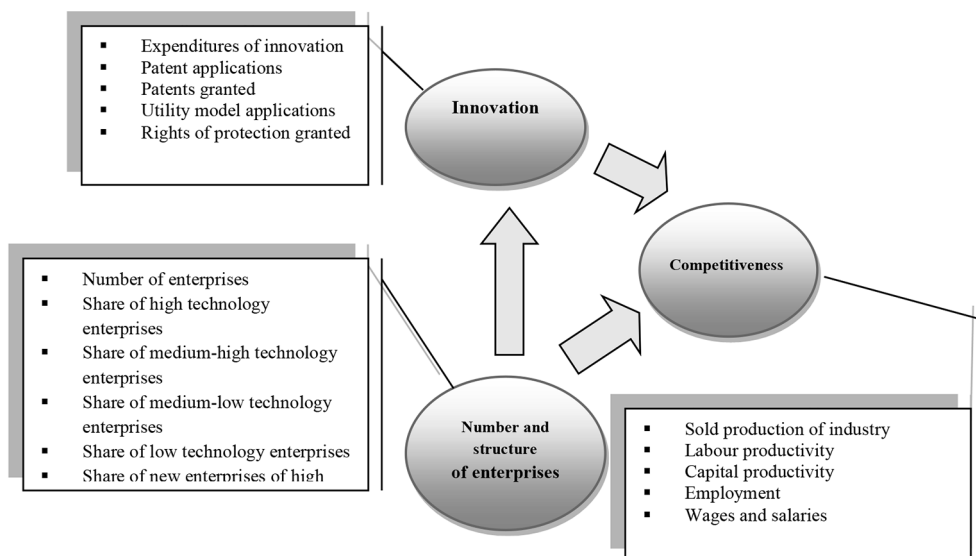 ▪ Expenditures of innovation
▪ Patent applications
▪ Patents granted
▪ Utility model applications
▪ Rights of protection granted
Innovation
Competitiveness
▪ Number of enterprises
▪ Share of high technology
enterprises
▪ Share of medium-high technology
enterprises
▪ Share of medium-low technology
enterprises
▪ Share of low technology enterprises
▪ Share of new enterprises of high
Number and
structure
of enterprises
▪ Sold production of industry
▪ Labour productivity
▪ Capital productivity
▪ Employment
▪ Wages and salaries